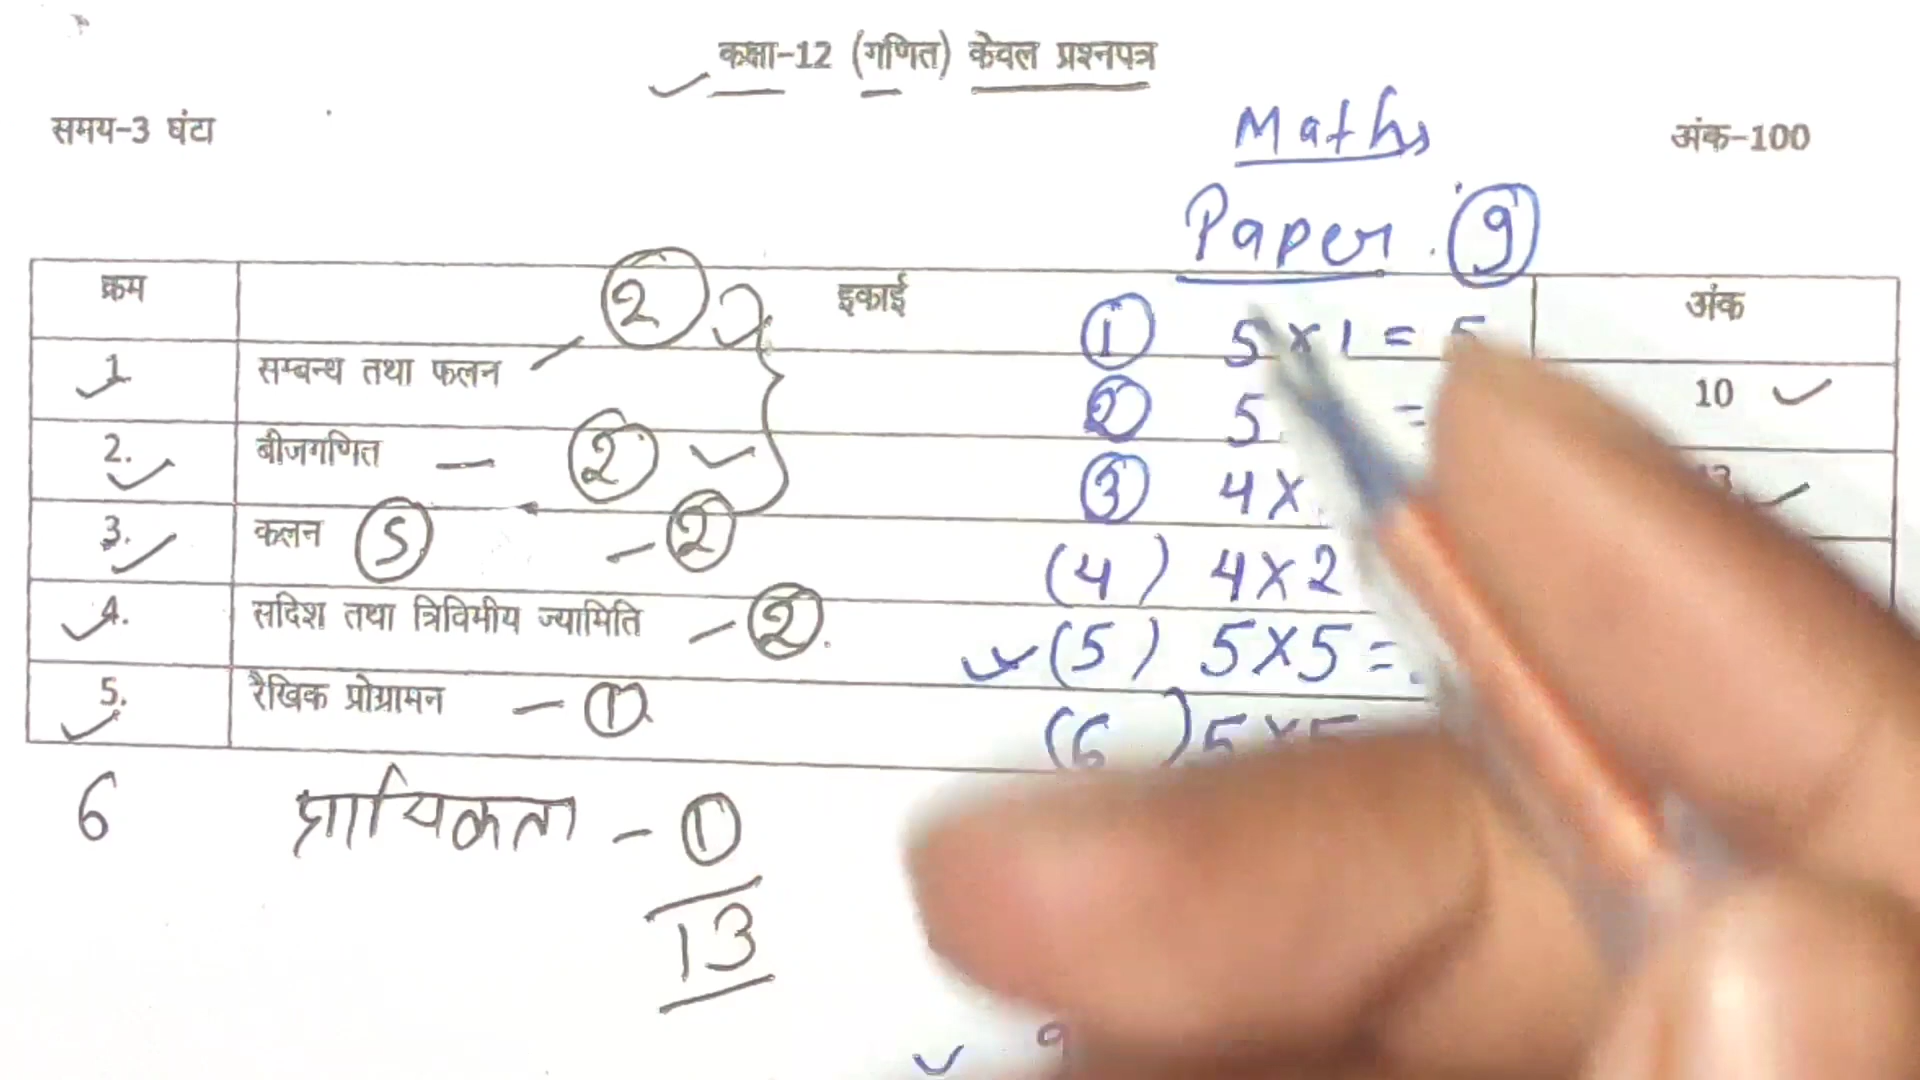 कक्षा-12 (गणित) केवल प्रश्नपत्र
समय-3 घंटा
अंक-100
Maths
Paper. 9
क्रम इकाई अंक
1 सम्बन्ध तथा फलन 2 10
2. बीजगणित 2
3. कलन 5 2
4. सदिश तथा त्रिविमीय ज्यामिति 2
5. रैखिक प्रोग्रामन 1
6 प्रायिकता - 1
13
1 5×1 =
2 5 =
3 4×
(4) 4×2
(5) 5×5=
(6) 5×5